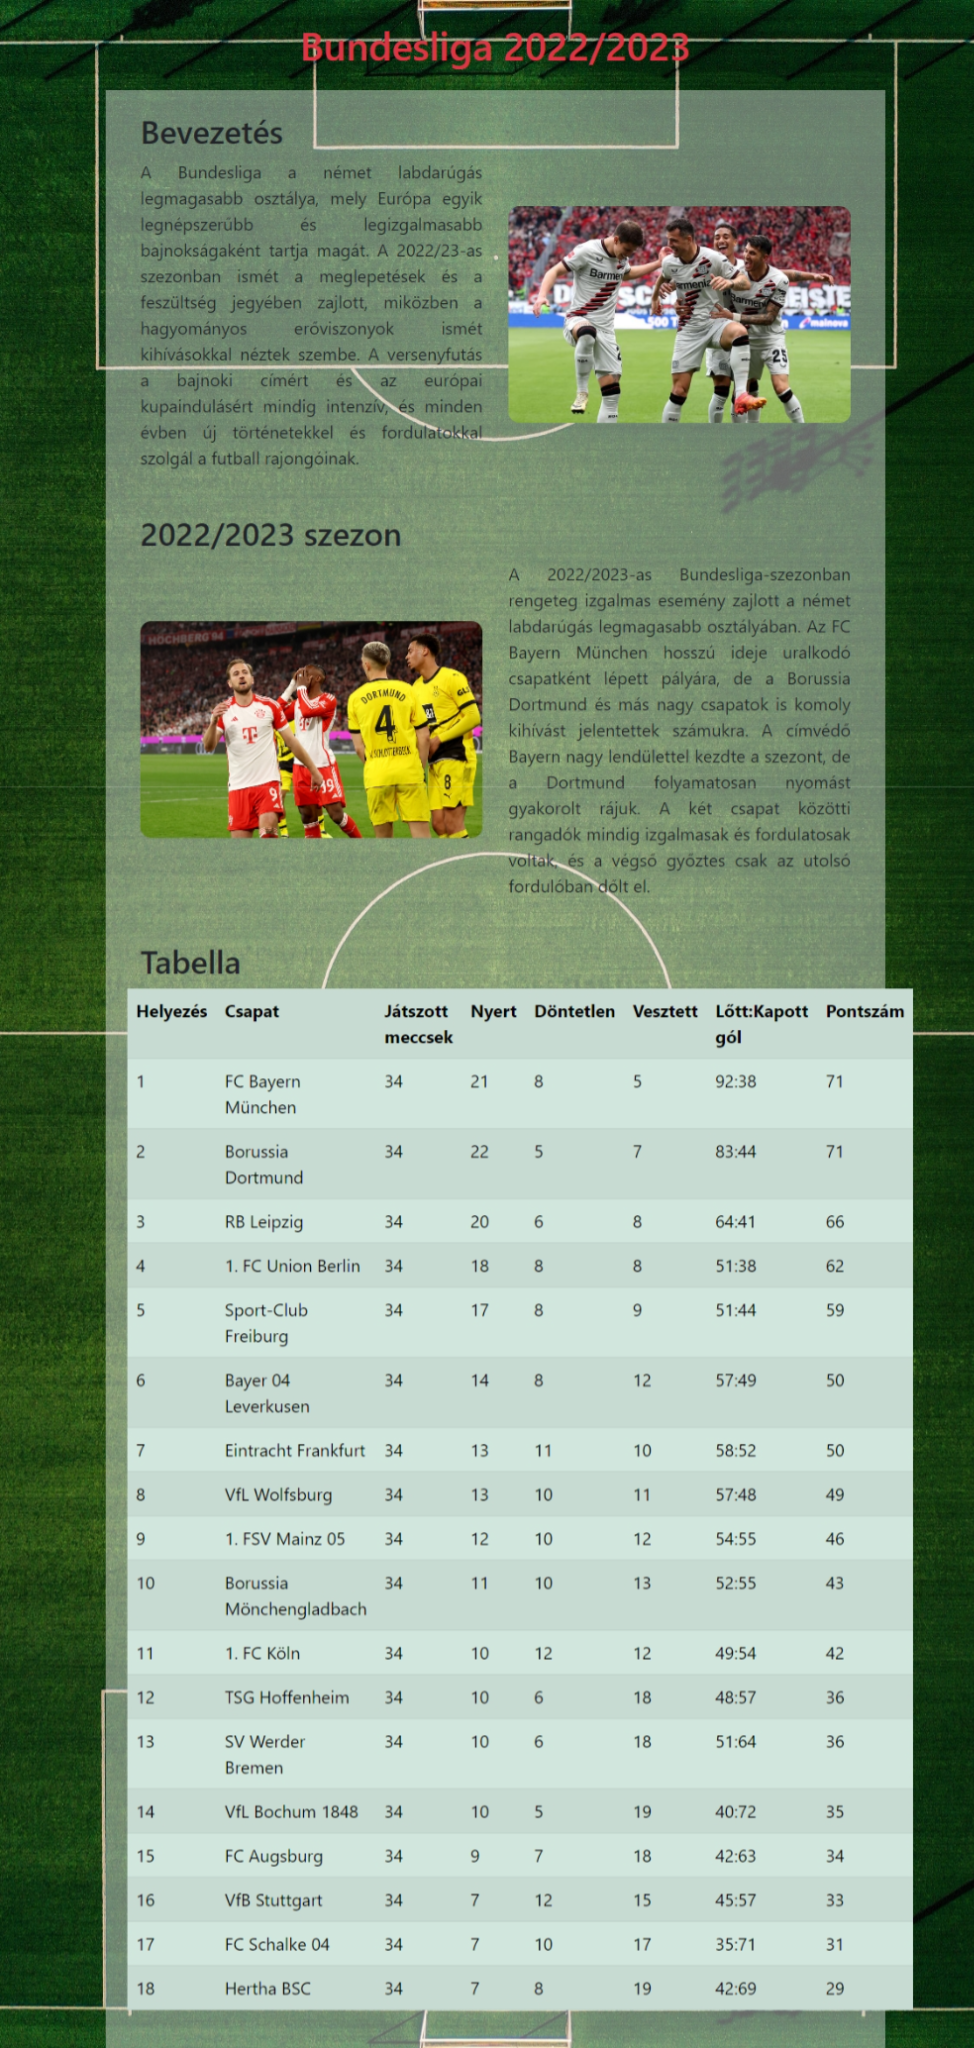 Bundesliga 2022/2023
Bevezetés
A Bundesliga a német labdarúgás
legmagasabb osztálya, mely Európa egyik
legnépszerűbb és legizgalmasabb
bajnokságaként tartja magát. A 2022/23-as
szezonban ismét a meglepetések és a
feszültség jegyében zajlott, miközben a
hagyományos erőviszonyok ismét
kihívásokkal néztek szembe. A versenyfutás
a bajnoki címért és az európai
kupaindulásért mindig intenzív, és minden
évben új történetekkel és fordulatokkal
szolgál a futball rajongóinak.
Barmenia
Barmenia
Barmenia
25
500 T
mainova
2022/2023 szezon
HOCHBERG 94
DORTMUND
4
SCHLOTTERBECK
T
T
9
19
8
A 2022/2023-as Bundesliga-szezonban
rengeteg izgalmas esemény zajlott a német
labdarúgás legmagasabb osztályában. Az FC
Bayern München hosszú ideje uralkodó
csapatként lépett pályára, de a Borussia
Dortmund és más nagy csapatok is komoly
kihívást jelentettek számukra. A címvédő
Bayern nagy lendülettel kezdte a szezont, de
a Dortmund folyamatosan nyomást
gyakorolt rájuk. A két csapat közötti
rangadók mindig izgalmasak és fordulatosak
voltak, és a végső győztes csak az utolsó
fordulóban dőlt el.
Tabella
Helyezés Csapat Játszott meccsek Nyert Döntetlen Vesztett Lőtt:Kapott gól Pontszám
1 FC Bayern München 34 21 8 5 92:38 71
2 Borussia Dortmund 34 22 5 7 83:44 71
3 RB Leipzig 34 20 6 8 64:41 66
4 1. FC Union Berlin 34 18 8 8 51:38 62
5 Sport-Club Freiburg 34 17 8 9 51:44 59
6 Bayer 04 Leverkusen 34 14 8 12 57:49 50
7 Eintracht Frankfurt 34 13 11 10 58:52 50
8 VfL Wolfsburg 34 13 10 11 57:48 49
9 1. FSV Mainz 05 34 12 10 12 54:55 46
10 Borussia Mönchengladbach 34 11 10 13 52:55 43
11 1. FC Köln 34 10 12 12 49:54 42
12 TSG Hoffenheim 34 10 6 18 48:57 36
13 SV Werder Bremen 34 10 6 18 51:64 36
14 VfL Bochum 1848 34 10 5 19 40:72 35
15 FC Augsburg 34 9 7 18 42:63 34
16 VfB Stuttgart 34 7 12 15 45:57 33
17 FC Schalke 04 34 7 10 17 35:71 31
18 Hertha BSC 34 7 8 19 42:69 29